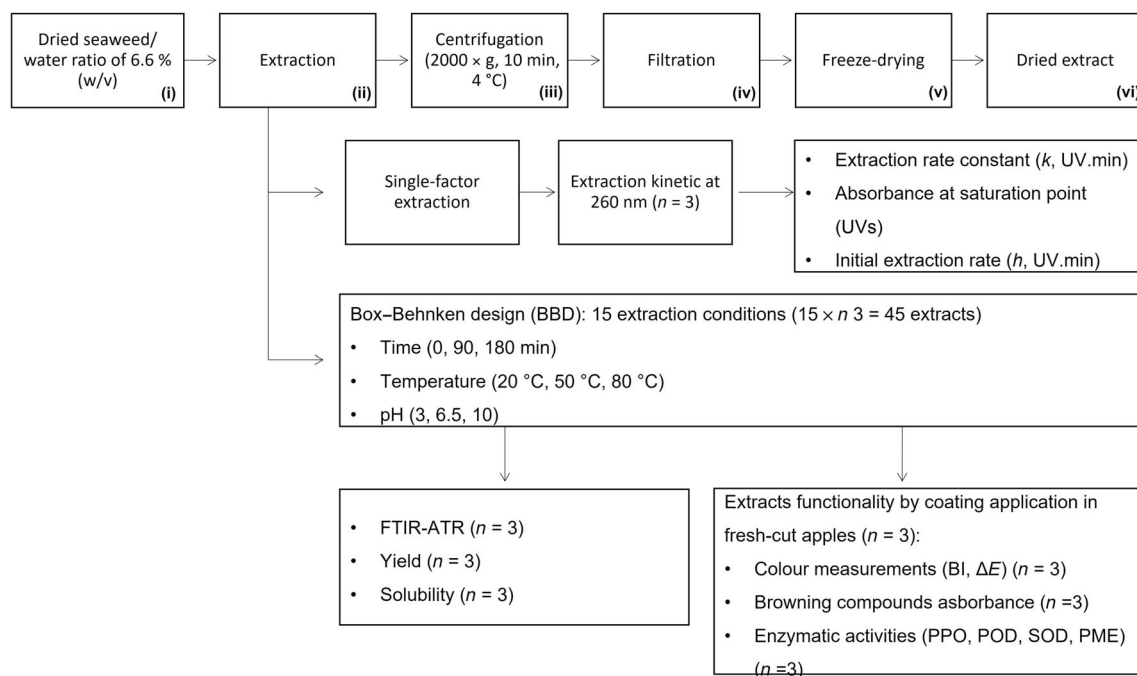 Dried seaweed/
water ratio of 6.6 %
(w/v)
(i)
Extraction
(ii)
Centrifugation
(2000 × g, 10 min,
4 °C)
(iii)
Filtration
(iv)
Freeze-drying
(v)
Dried extract
(vi)
Single-factor
extraction
Extraction kinetic at
260 nm (n = 3)
• Extraction rate constant (k, UV.min)
• Absorbance at saturation point
(UVs)
• Initial extraction rate (h, UV.min)
Box–Behnken design (BBD): 15 extraction conditions (15 × n 3 = 45 extracts)
• Time (0, 90, 180 min)
• Temperature (20 °C, 50 °C, 80 °C)
• pH (3, 6.5, 10)
• FTIR-ATR (n = 3)
• Yield (n = 3)
• Solubility (n = 3)
Extracts functionality by coating application in
fresh-cut apples (n = 3):
• Colour measurements (BI, ΔE) (n = 3)
• Browning compounds asborbance (n =3)
• Enzymatic activities (PPO, POD, SOD, PME)
(n =3)